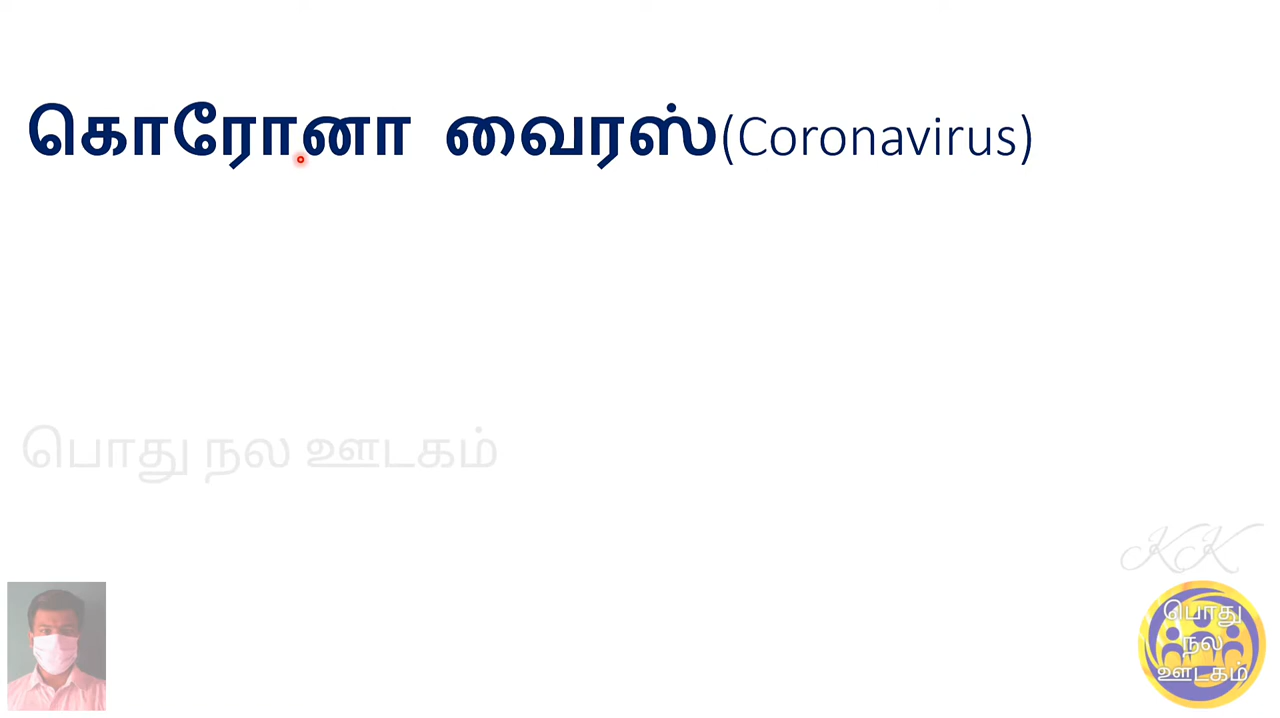 கொரோனா வைரஸ்(Coronavirus)
பொது நல ஊடகம்
KK
பொது
நல
ஊடகம்